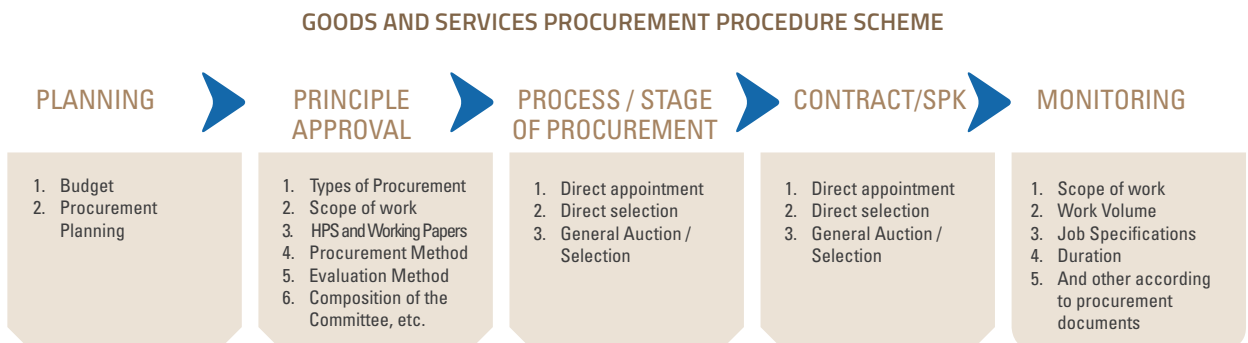 GOODS AND SERVICES PROCUREMENT PROCEDURE SCHEME
PLANNING
1. Budget
2. Procurement
Planning
PRINCIPLE
APPROVAL
1. Types of Procurement
2. Scope of work
3. HPS and Working Papers
4. Procurement Method
5. Evaluation Method
6. Composition of the
Committee, etc.
PROCESS / STAGE
OF PROCUREMENT
1. Direct appointment
2. Direct selection
3. General Auction /
Selection
CONTRACT/SPK
1. Direct appointment
2. Direct selection
3. General Auction /
Selection
MONITORING
1. Scope of work
2. Work Volume
3. Job Specifications
4. Duration
5. And other according
to procurement
documents